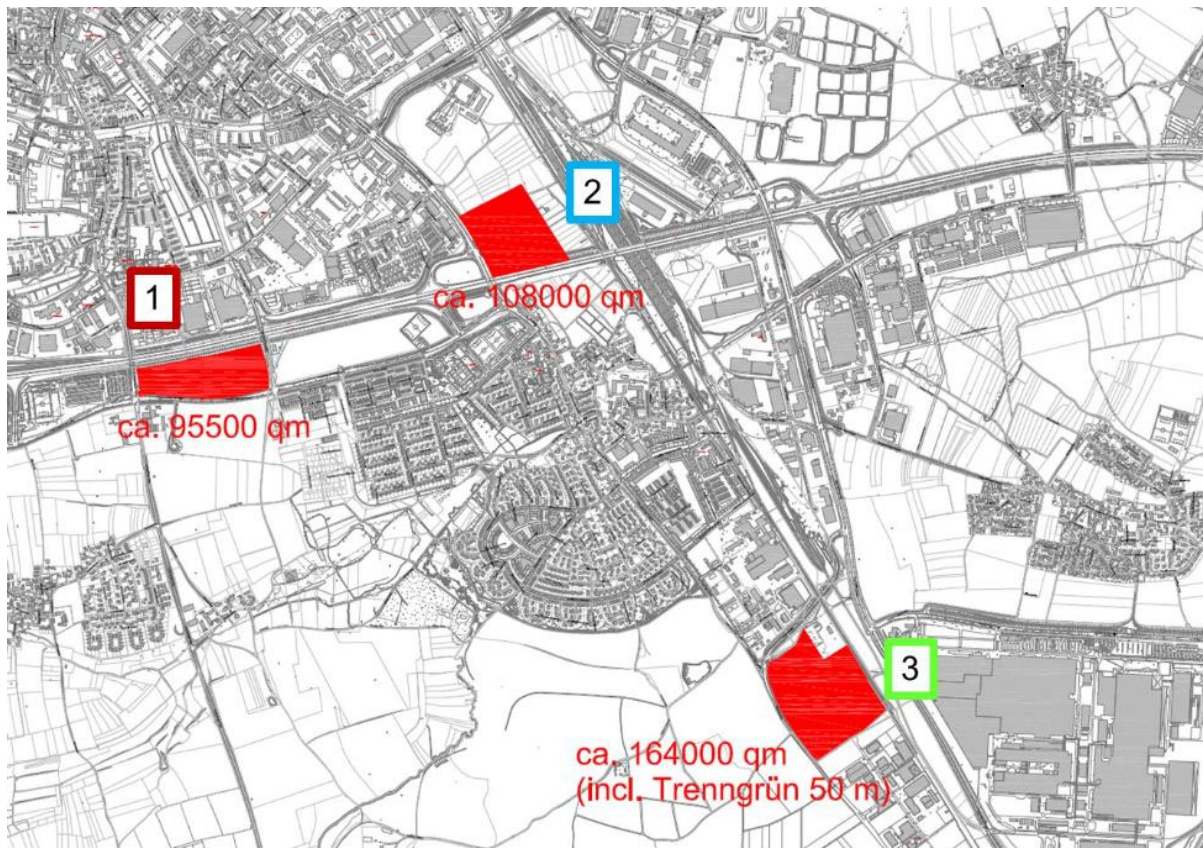 2
1
ca. 108000 qm
ca. 95500 qm
3
ca. 164000 qm
(incl. Trenngrün 50 m)